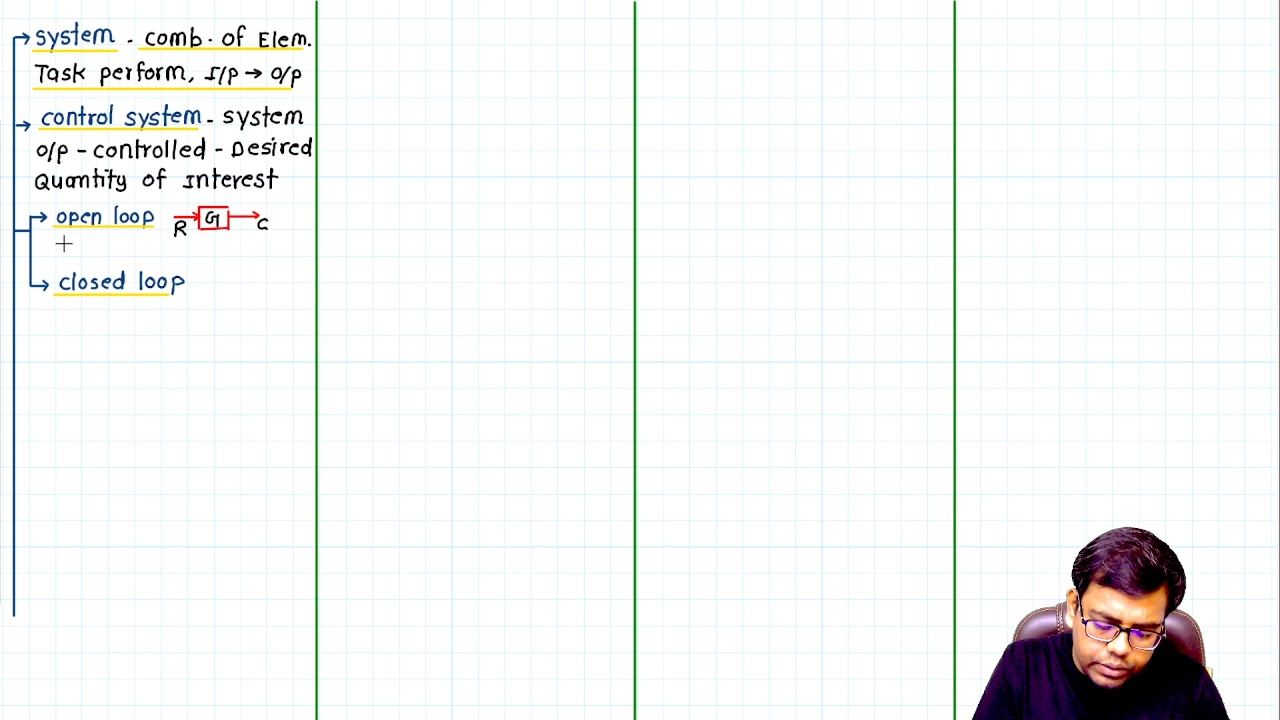 system - comb. of Elem.
Task perform, I/p → o/p
control system - system
o/p - controlled - Desired
Quantity of Interest
open loop R G C
closed loop